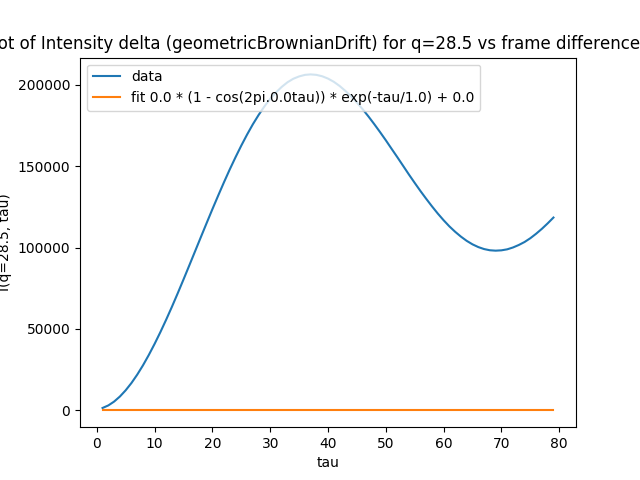 ot of Intensity delta (geometricBrownianDrift) for q=28.5 vs frame difference
data
fit 0.0 * (1 - cos(2pi.0.0tau)) * exp(-tau/1.0) + 0.0
200000
150000
100000
50000
0
I(q=28.5, tau)
0 10 20 30 40 50 60 70 80
tau